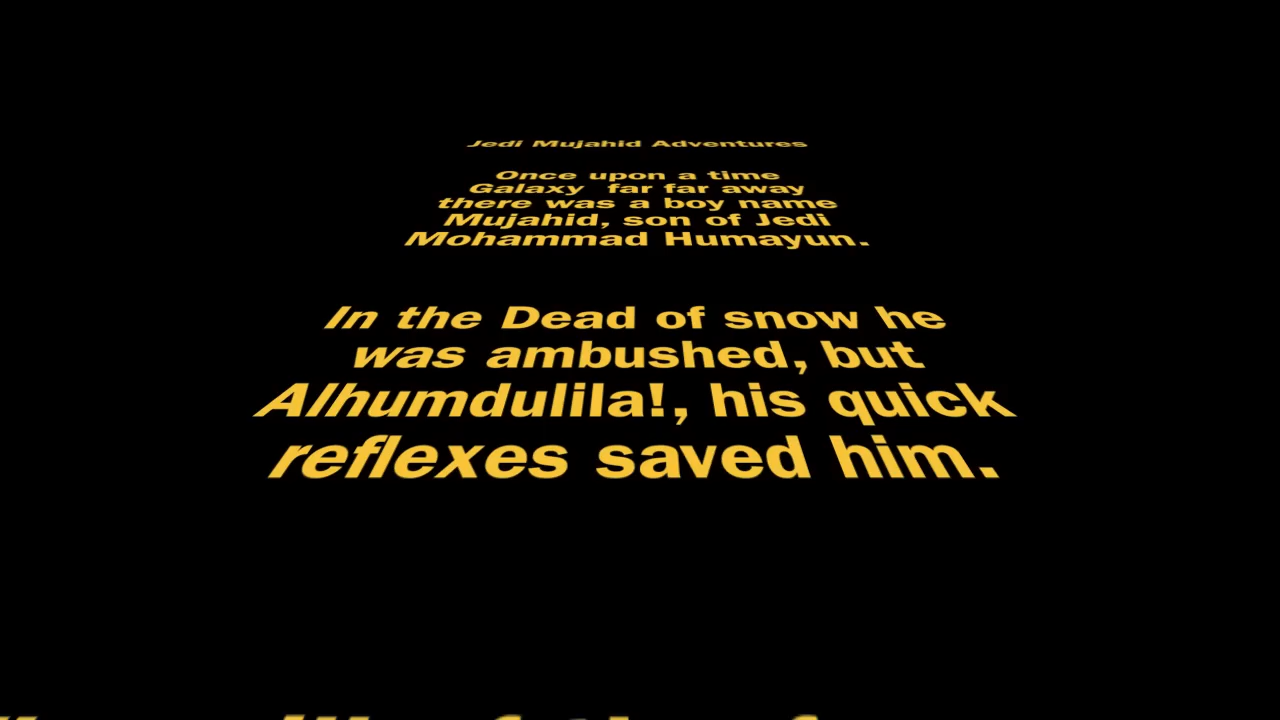 Jedi Mujahid Adventures
Once upon a time
Galaxy far far away
there was a boy name
Mujahid, son of Jedi
Mohammad Humayun.
In the Dead of snow he
was ambushed, but
Alhumdulila!, his quick
reflexes saved him.